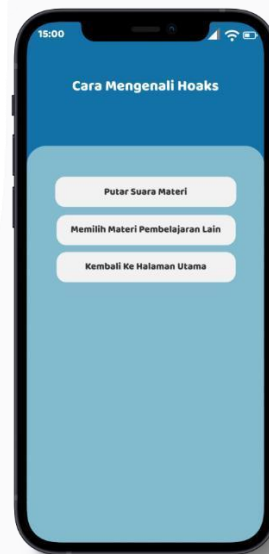 15:00
Cara Mengenali Hoaks
Putar Suara Materi
Memilih Materi Pembelajaran Lain
Kembali Ke Halaman Utama